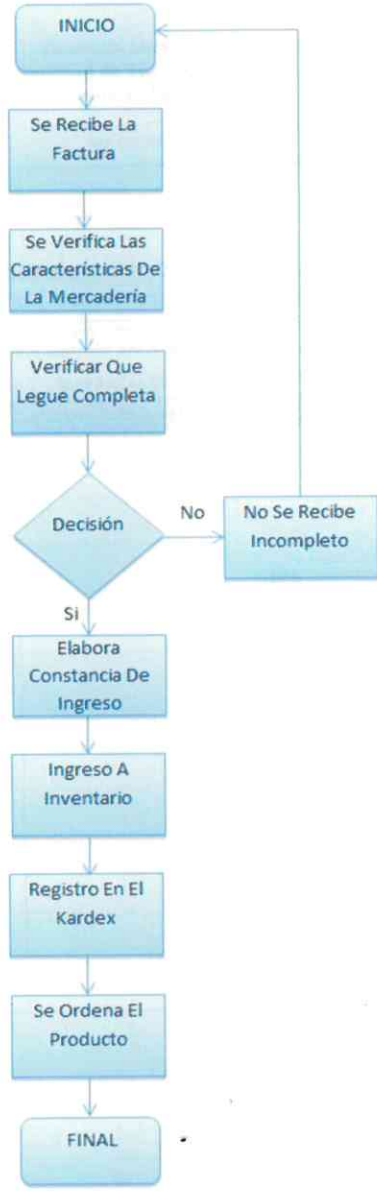 INICIO
Se Recibe La
Factura
Se Verifica Las
Características De
La Mercadería
Verificar Que
Legue Completa
Decisión
No
No Se Recibe
Incompleto
Si
Elabora
Constancia De
Ingreso
Ingreso A
Inventario
Registro En El
Kardex
Se Ordena El
Producto
FINAL